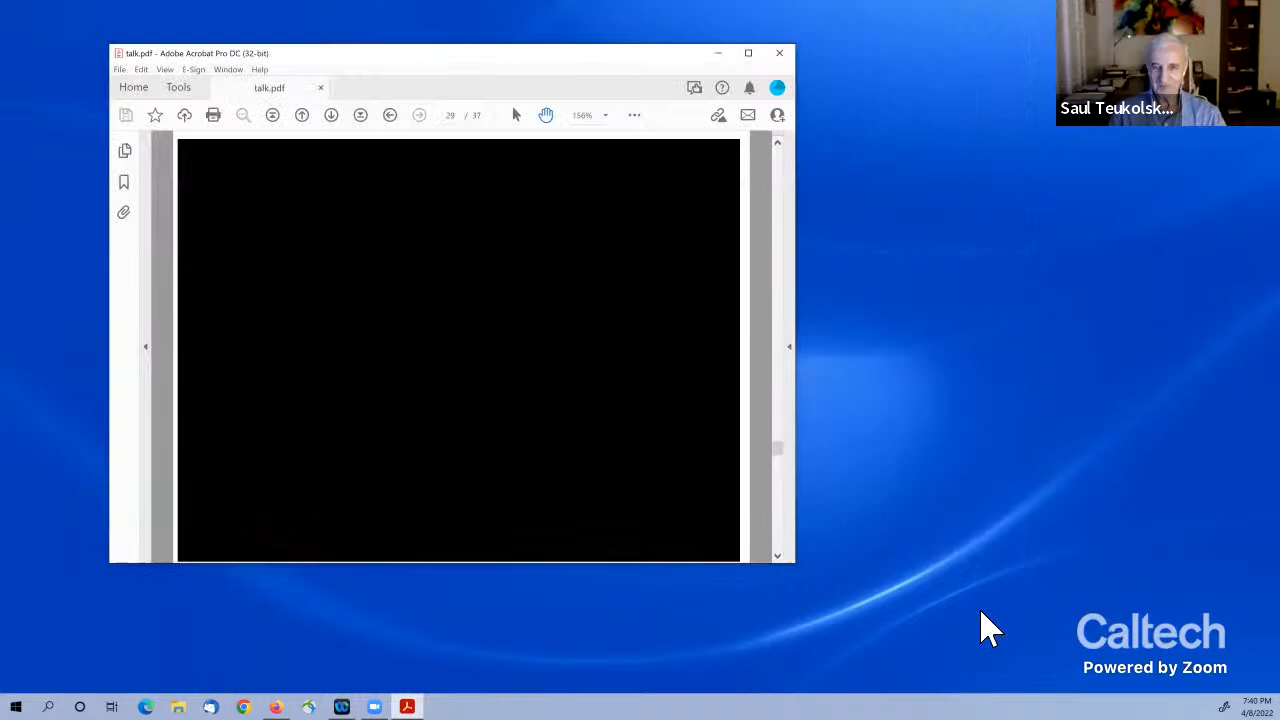 talk.pdf - Adobe Acrobat Pro DC (32-bit)
File Edit View E-Sign Window Help
Home Tools talk.pdf
29 37 156%
Saul Teukolsk...
Caltech
Powered by Zoom
7:40 PM
4/8/2022